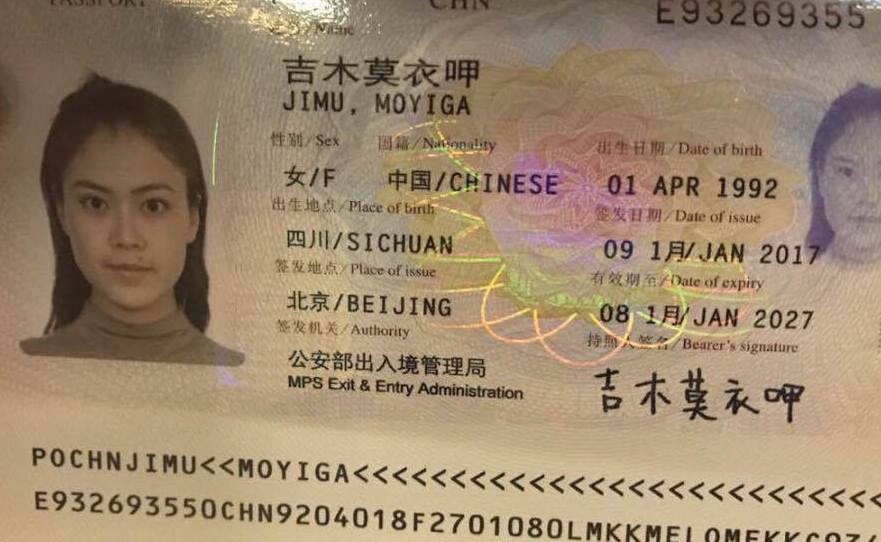 PASSPORT CHN E93269355
姓名/Name
吉木莫衣呷
JIMU, MOYIGA
性别/Sex 国籍/Nationality 出生日期/Date of birth
女/F 中国/CHINESE 01 APR 1992
出生地点/Place of birth 签发日期/Date of issue
四川/SICHUAN 09 1月/JAN 2017
签发地点/Place of issue 有效期至/Date of expiry
北京/BEIJING 08 1月/JAN 2027
签发机关/Authority 持照人签名/Bearer's signature
公安部出入境管理局
MPS Exit & Entry Administration
吉木莫衣呷
POCHNJIMU<<MOYIGA<<<<<<<<<<<<<<<<<<<<<<<<<<<
E932693550CHN9204018F2701080LMKKMELOMFKK